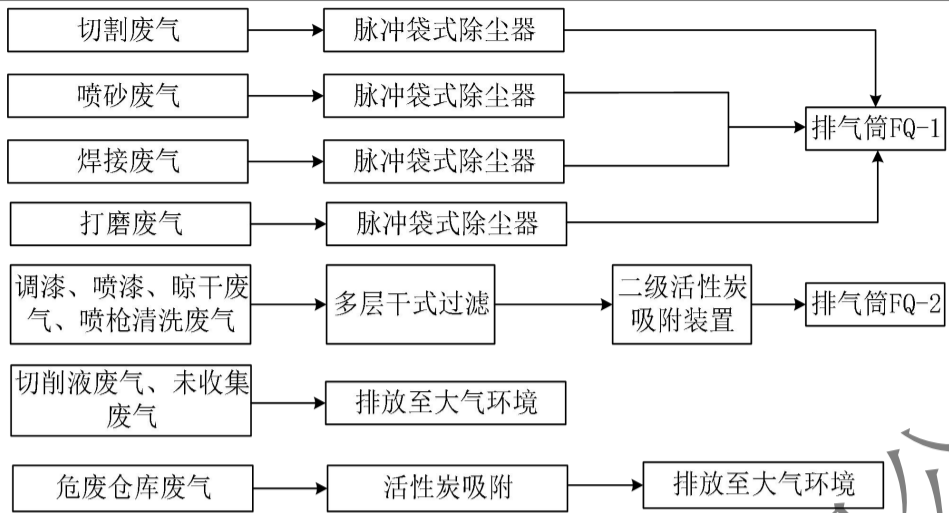 切割废气
脉冲袋式除尘器
喷砂废气
脉冲袋式除尘器
排气筒FQ-1
焊接废气
脉冲袋式除尘器
打磨废气
脉冲袋式除尘器
调漆、喷漆、晾干废
气、喷枪清洗废气
多层干式过滤
二级活性炭
吸附装置
排气筒FQ-2
切削液废气、未收集
废气
排放至大气环境
危废仓库废气
活性炭吸附
排放至大气环境